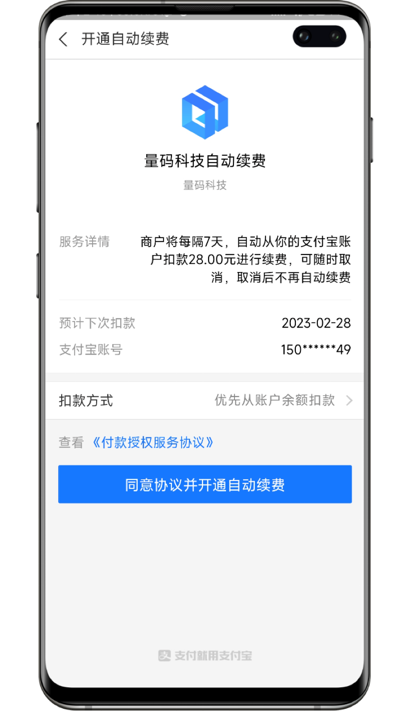 开通自动续费
量码科技自动续费
量码科技
服务详情
商户将每隔7天，自动从你的支付宝账
户扣款28.00元进行续费，可随时取
消，取消后不再自动续费
预计下次扣款 2023-02-28
支付宝账号 150******49
扣款方式 优先从账户余额扣款
查看《付款授权服务协议》
同意协议并开通自动续费
支付就用支付宝